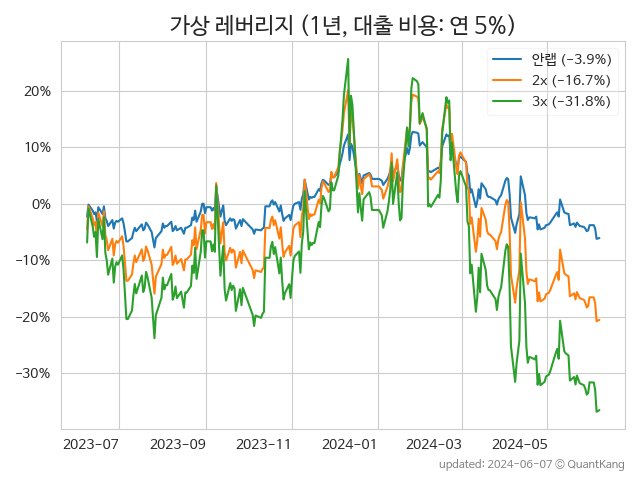 가상 레버리지 (1년, 대출 비용: 연 5%)
안랩 (−3.9%)
2x (−16.7%)
3x (−31.8%)
20%
10%
0%
−10%
−20%
−30%
2023-07 2023-09 2023-11 2024-01 2024-03 2024-05
updated: 2024-06-07 © QuantKang